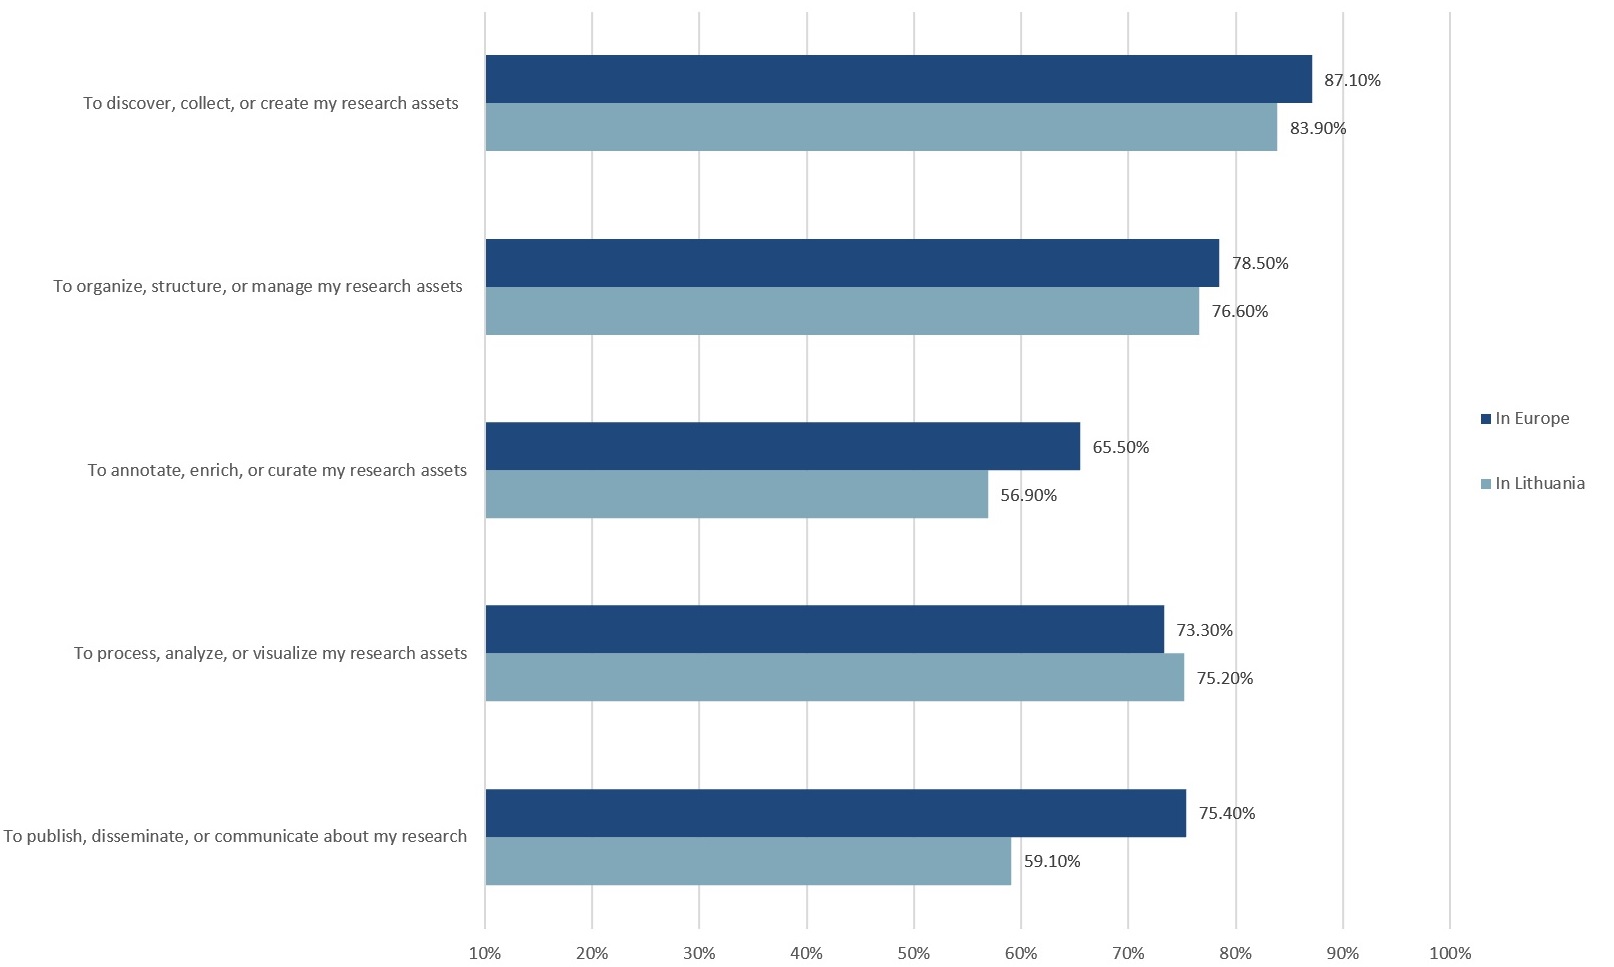 To discover, collect, or create my research assets
87.10%
83.90%
To organize, structure, or manage my research assets
78.50%
76.60%
To annotate, enrich, or curate my research assets
65.50%
56.90%
To process, analyze, or visualize my research assets
73.30%
75.20%
To publish, disseminate, or communicate about my research
75.40%
59.10%
In Europe
In Lithuania
10% 20% 30% 40% 50% 60% 70% 80% 90% 100%